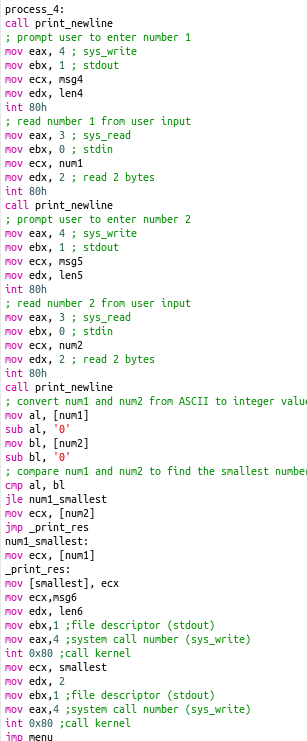 process_4:
call print_newline
; prompt user to enter number 1
mov eax, 4 ; sys_write
mov ebx, 1 ; stdout
mov ecx, msg4
mov edx, len4
int 80h
; read number 1 from user input
mov eax, 3 ; sys_read
mov ebx, 0 ; stdin
mov ecx, num1
mov edx, 2 ; read 2 bytes
int 80h
call print_newline
; prompt user to enter number 2
mov eax, 4 ; sys_write
mov ebx, 1 ; stdout
mov ecx, msg5
mov edx, len5
int 80h
; read number 2 from user input
mov eax, 3 ; sys_read
mov ebx, 0 ; stdin
mov ecx, num2
mov edx, 2 ; read 2 bytes
int 80h
call print_newline
; convert num1 and num2 from ASCII to integer value
mov al, [num1]
sub al, '0'
mov bl, [num2]
sub bl, '0'
; compare num1 and num2 to find the smallest number
cmp al, bl
jle num1_smallest
mov ecx, [num2]
jmp _print_res
num1_smallest:
mov ecx, [num1]
_print_res:
mov [smallest], ecx
mov ecx,msg6
mov edx, len6
mov ebx,1 ;file descriptor (stdout)
mov eax,4 ;system call number (sys_write)
int 0x80 ;call kernel
mov ecx, smallest
mov edx, 2
mov ebx,1 ;file descriptor (stdout)
mov eax,4 ;system call number (sys_write)
int 0x80 ;call kernel
jmp menu